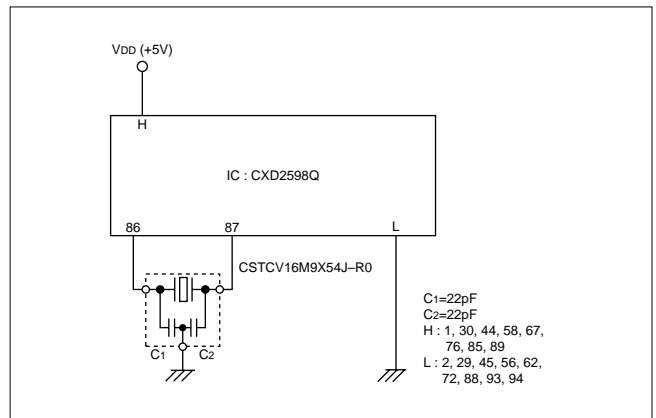 VDD (+5V)
H
IC : CXD2598Q
86
87
L
CSTCV16M9X54J–R0
C1
C2
C1=22pF
C2=22pF
H : 1, 30, 44, 58, 67,
76, 85, 89
L : 2, 29, 45, 56, 62,
72, 88, 93, 94